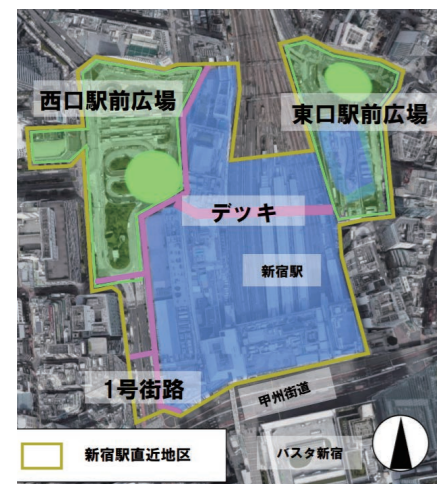 西口駅前広場
東口駅前広場
デッキ
新宿駅
1号街路
甲州街道
新宿駅直近地区
バスタ新宿